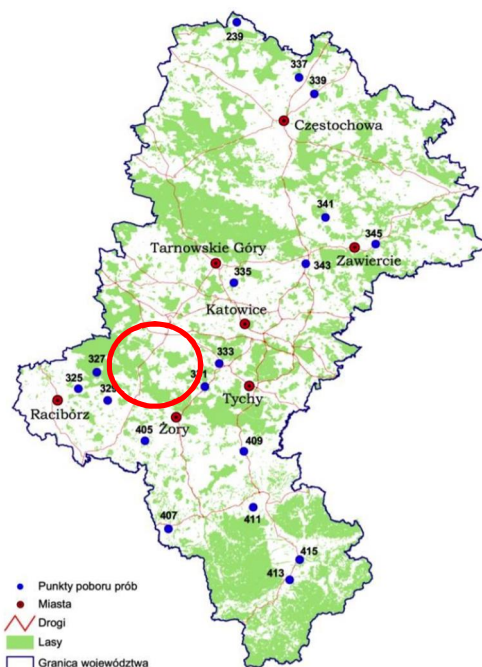 239
337
339
Częstochowa
341
345
Tarnowskie Góry
Zawiercie
343
335
Katowice
333
327
325
Tychy
Racibórz
Żory
405
409
411
407
415
413
Punkty poboru prób
Miasta
Drogi
Lasy
Granica województwa